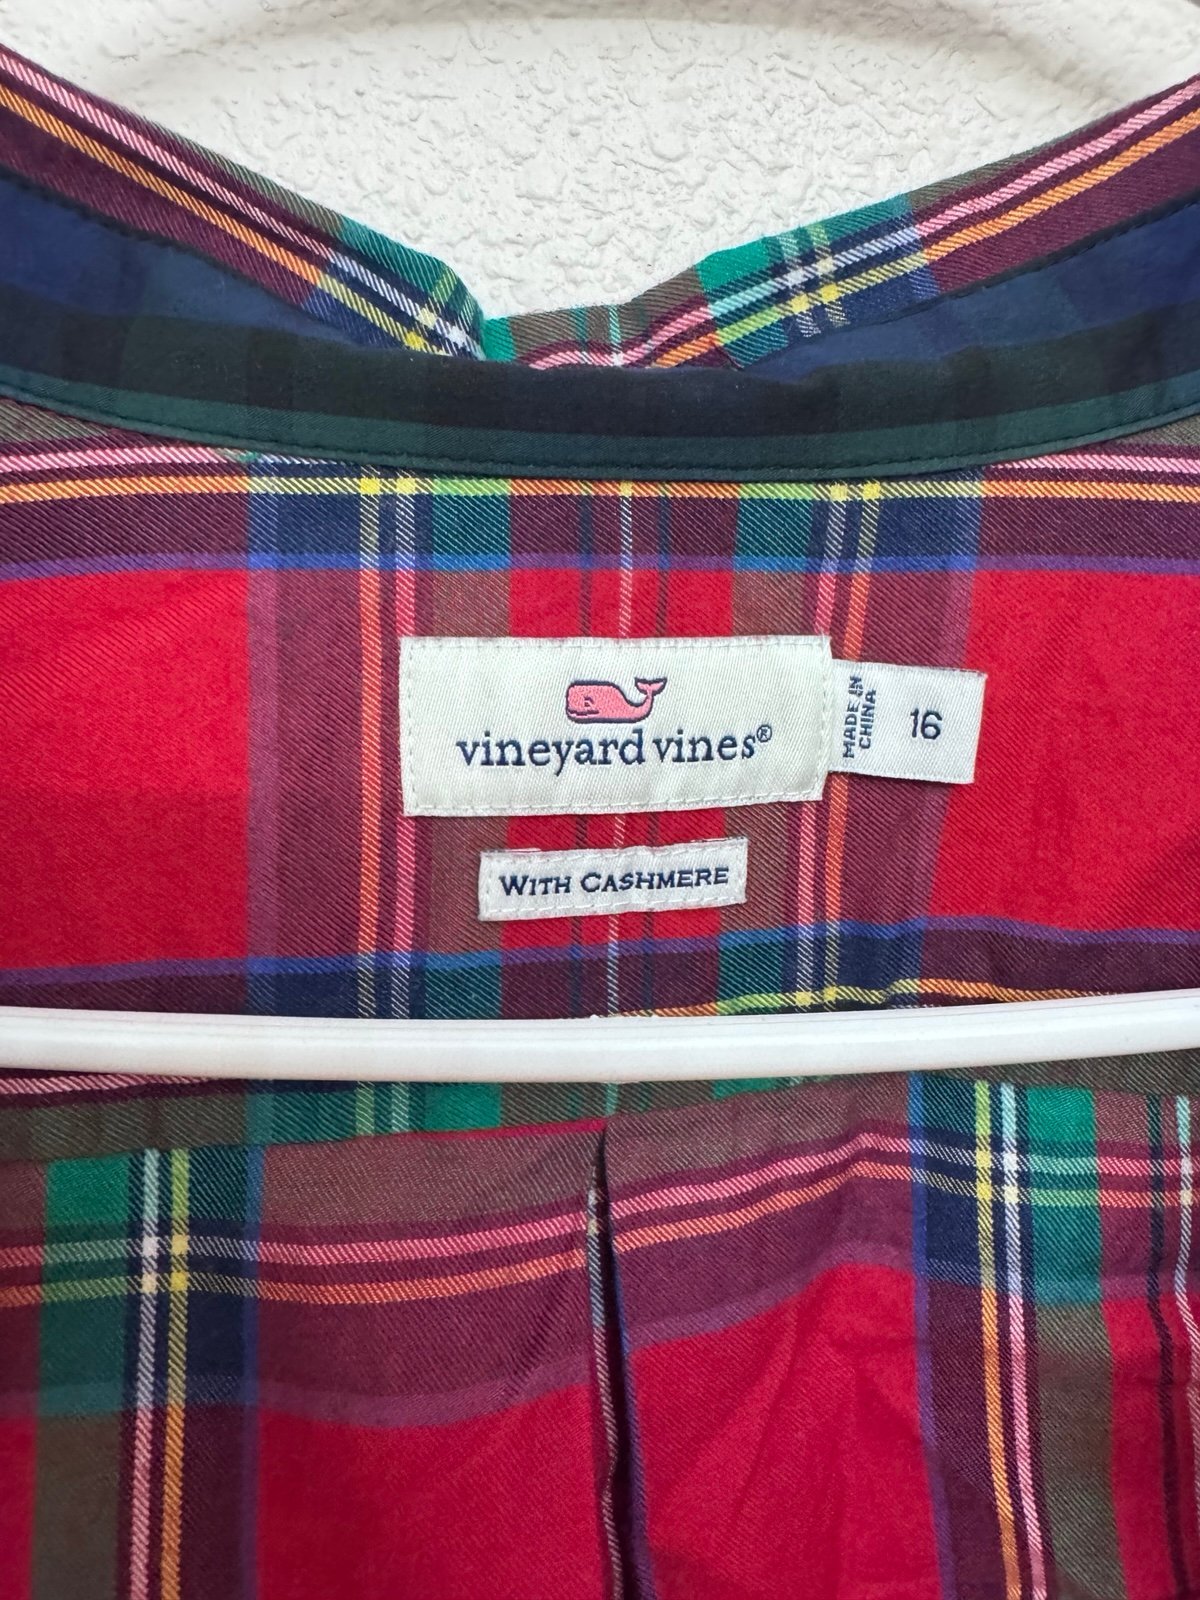 vineyard vines®
MADE IN
CHINA
16
WITH CASHMERE